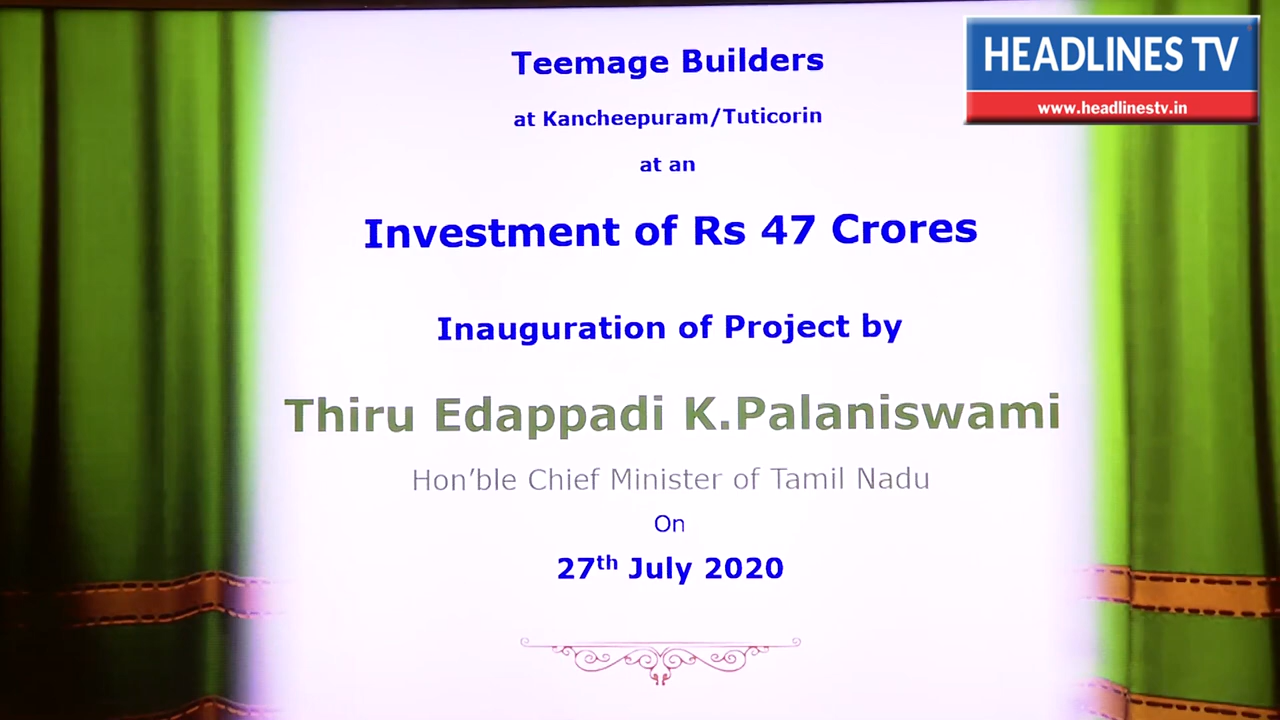 Teemage Builders
at Kancheepuram/Tuticorin
at an
Investment of Rs 47 Crores
Inauguration of Project by
Thiru Edappadi K.Palaniswami
Hon'ble Chief Minister of Tamil Nadu
On
27th July 2020
HEADLINES TV
www.headlinestv.in